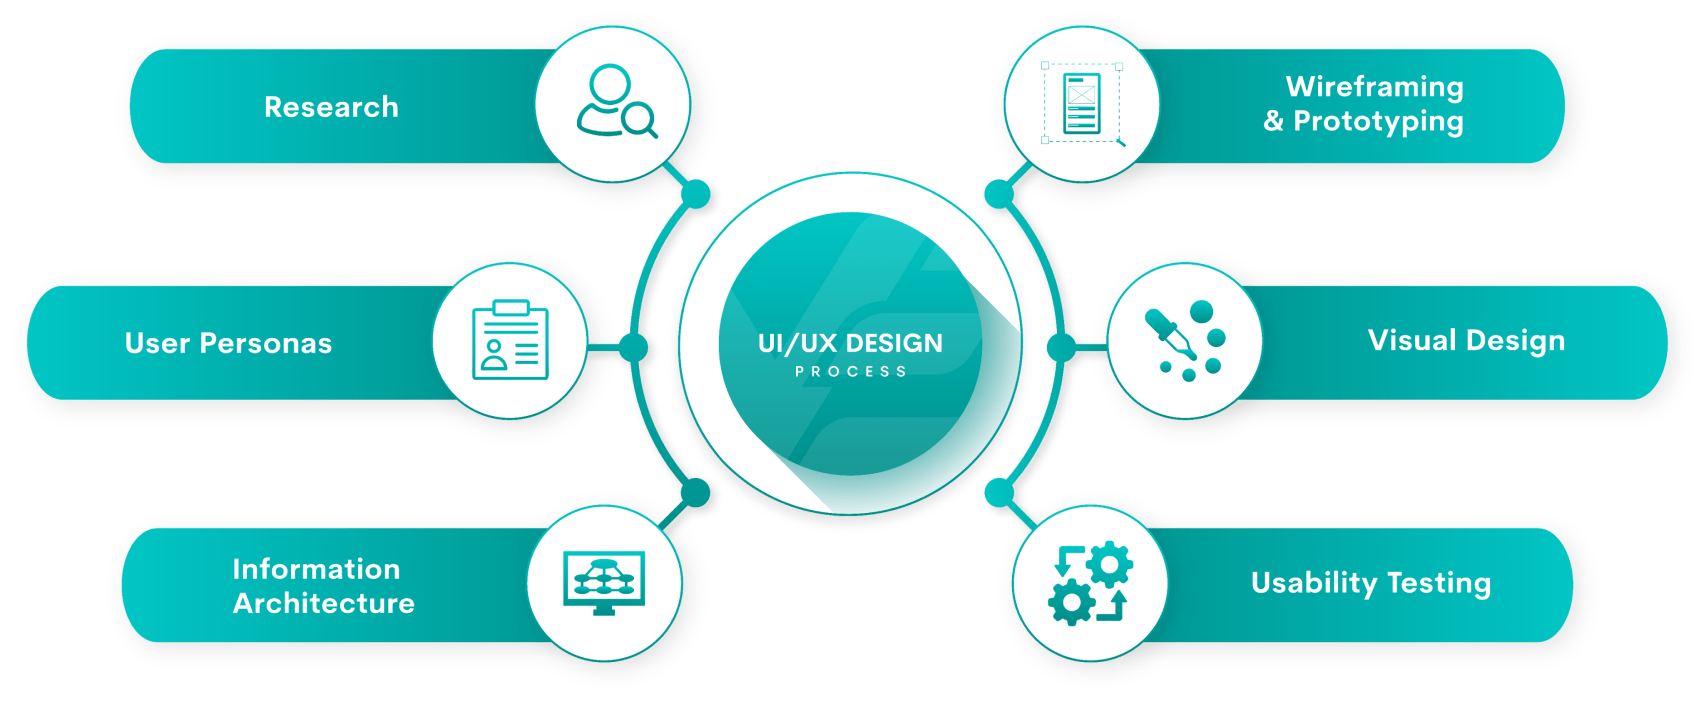 Research
User Personas
Information
Architecture
UI/UX DESIGN
PROCESS
Wireframing
& Prototyping
Visual Design
Usability Testing